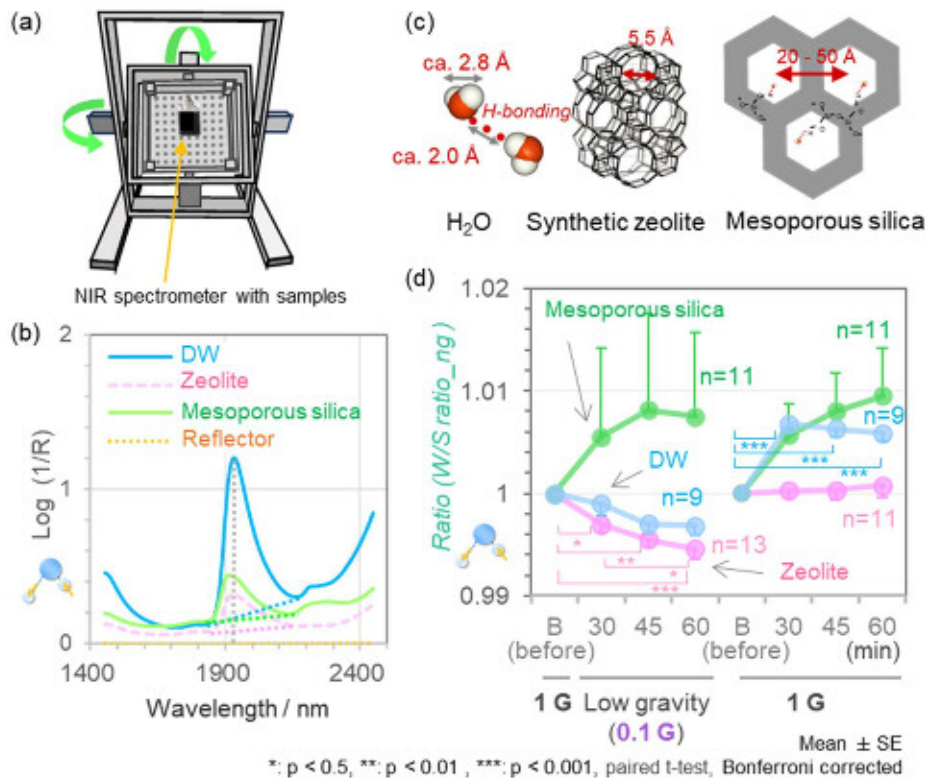 (a)
NIR spectrometer with samples
(b)
2
DW
Zeolite
Mesoporous silica
Reflector
1
0
Log (1/R)
1400 1900 2400
Wavelength / nm
(c)
ca. 2.8 Å
H-bonding
ca. 2.0 Å
5.5 Å
20 - 50 Å
H₂O Synthetic zeolite Mesoporous silica
(d)
1.02
1.01
1
0.99
Ratio (W/S ratio_ng)
Mesoporous silica
n=11
DW
n=9
n=13
Zeolite
*
**
*
***
n=11
n=9
***
***
***
n=11
B 30 45 60 B 30 45 60
(before) (before) (min)
1 G Low gravity 1 G
(0.1 G)
Mean ± SE
*: p < 0.5, **: p < 0.01 , ***: p < 0.001, paired t-test, Bonferroni corrected